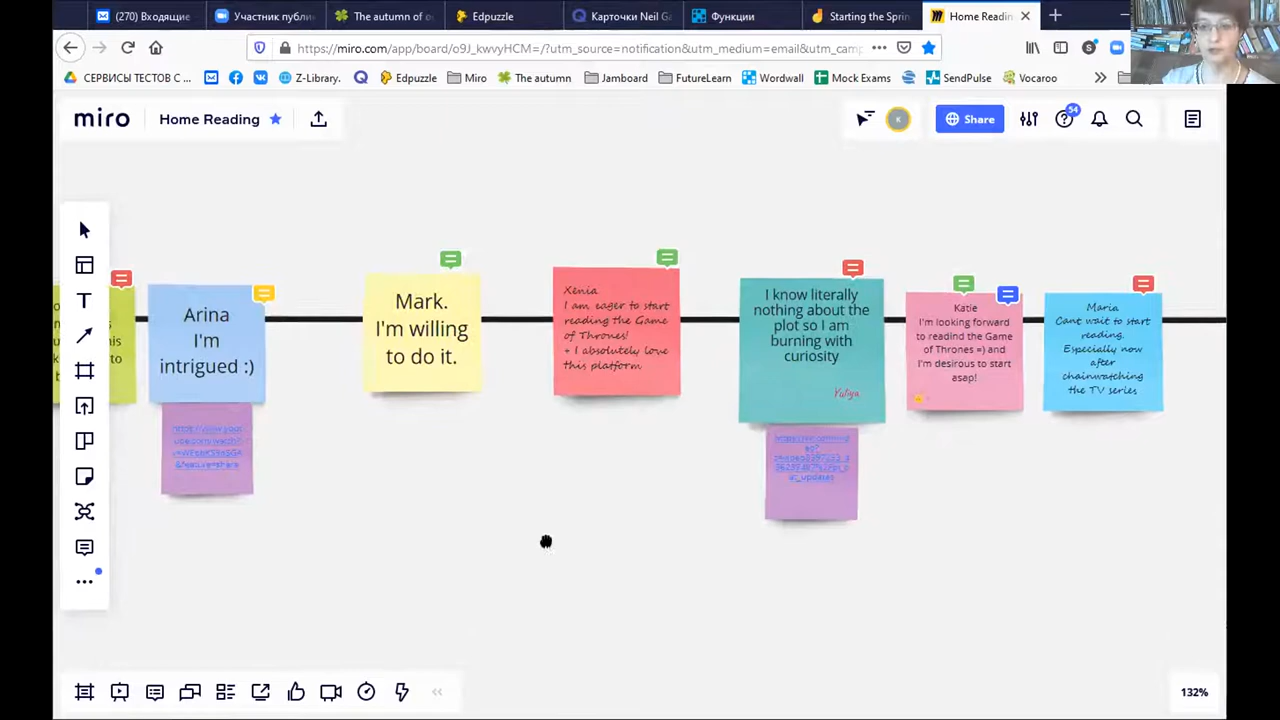 (270) Входящие
Участник публи
The autumn of o
Edpuzzle
Карточки Neil Ga
Функции
Starting the Sprin
Home Readin
https://miro.com/app/board/o9J_kwvyHCM=/?utm_source=notification&utm_medium=email&utm_cam
СЕРВИСЫ ТЕСТОВ С ...
Z-Library.
Edpuzzle
Miro
The autumn
Jamboard
FutureLearn
Wordwall
Mock Exams
SendPulse
Vocaroo
miro
Home Reading
K
Share
54
Arina
I'm
intrigued :)
Mark.
I'm willing
to do it.
Xenia
I am eager to start
reading the Game
of Thrones!
+ I absolutely love
this platform
I know literally
nothing about the
plot so I am
burning with
curiosity
Yuliya
Katie
I'm looking forward
to readind the Game
of Thrones =) and
I'm desirous to start
asap!
Maria
Cant wait to start
reading.
Especially now
after
chainwatching
the TV series
132%